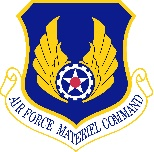 AIR FORCE MATERIEL COMMAND